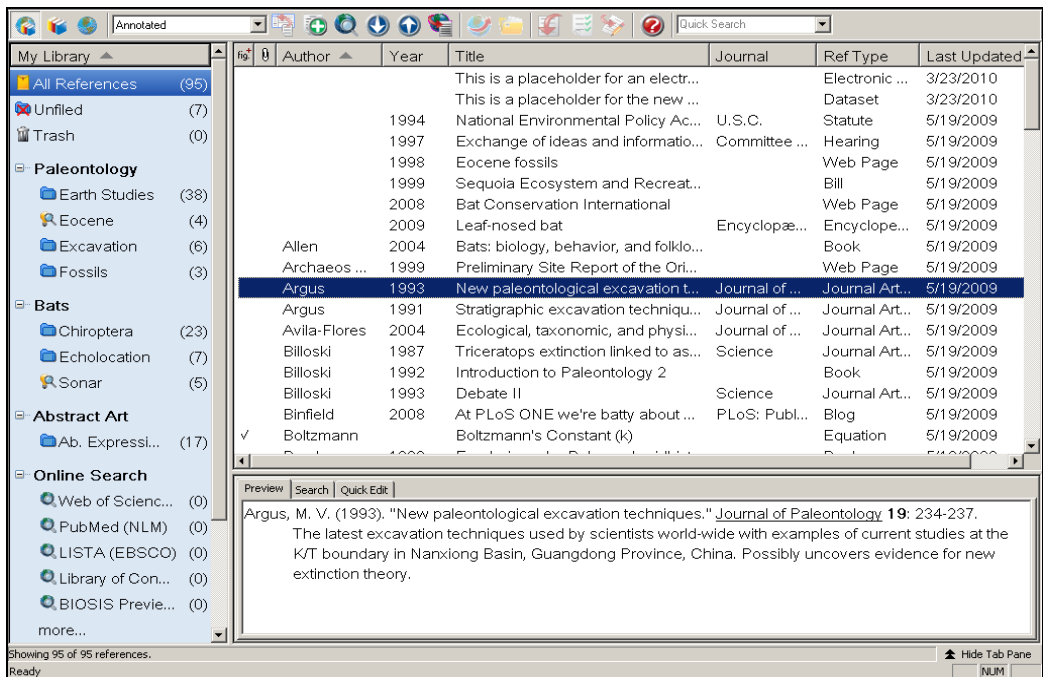 Annotated Quick Search
My Library
All References (95)
Unfiled (7)
Trash (0)
Paleontology
Earth Studies (38)
Eocene (4)
Excavation (6)
Fossils (3)
Bats
Chiroptera (23)
Echolocation (7)
Sonar (5)
Abstract Art
Ab. Expressi... (17)
Online Search
Web of Scienc... (0)
PubMed (NLM) (0)
LISTA (EBSCO) (0)
Library of Con... (0)
BIOSIS Previe... (0)
more...
fig. Author Year Title Journal Ref Type Last Updated
This is a placeholder for an electr... Electronic ... 3/23/2010
This is a placeholder for the new ... Dataset 3/23/2010
1994 National Environmental Policy Ac... U.S.C. Statute 5/19/2009
1997 Exchange of ideas and informatio... Committee ... Hearing 5/19/2009
1998 Eocene fossils Web Page 5/19/2009
1999 Sequoia Ecosystem and Recreat... Bill 5/19/2009
2008 Bat Conservation International Web Page 5/19/2009
2009 Leaf-nosed bat Encyclopæ... Encyclope... 5/19/2009
Allen 2004 Bats: biology, behavior, and folklo... Book 5/19/2009
Archaeos ... 1999 Preliminary Site Report of the Ori... Web Page 5/19/2009
Argus 1993 New paleontological excavation t... Journal of ... Journal Art... 5/19/2009
Argus 1991 Stratigraphic excavation techniqu... Journal of ... Journal Art... 5/19/2009
Avila-Flores 2004 Ecological, taxonomic, and physi... Journal of ... Journal Art... 5/19/2009
Billoski 1987 Triceratops extinction linked to as... Science Journal Art... 5/19/2009
Billoski 1992 Introduction to Paleontology 2 Book 5/19/2009
Billoski 1993 Debate II Science Journal Art... 5/19/2009
Binfield 2008 At PLoS ONE we're batty about ... PLoS: Publ... Blog 5/19/2009
√ Boltzmann Boltzmann's Constant (k) Equation 5/19/2009
Preview Search Quick Edit
Argus, M. V. (1993). "New paleontological excavation techniques." Journal of Paleontology 19: 234-237.
The latest excavation techniques used by scientists world-wide with examples of current studies at the
K/T boundary in Nanxiong Basin, Guangdong Province, China. Possibly uncovers evidence for new
extinction theory.
Showing 95 of 95 references. Hide Tab Pane
Ready NUM